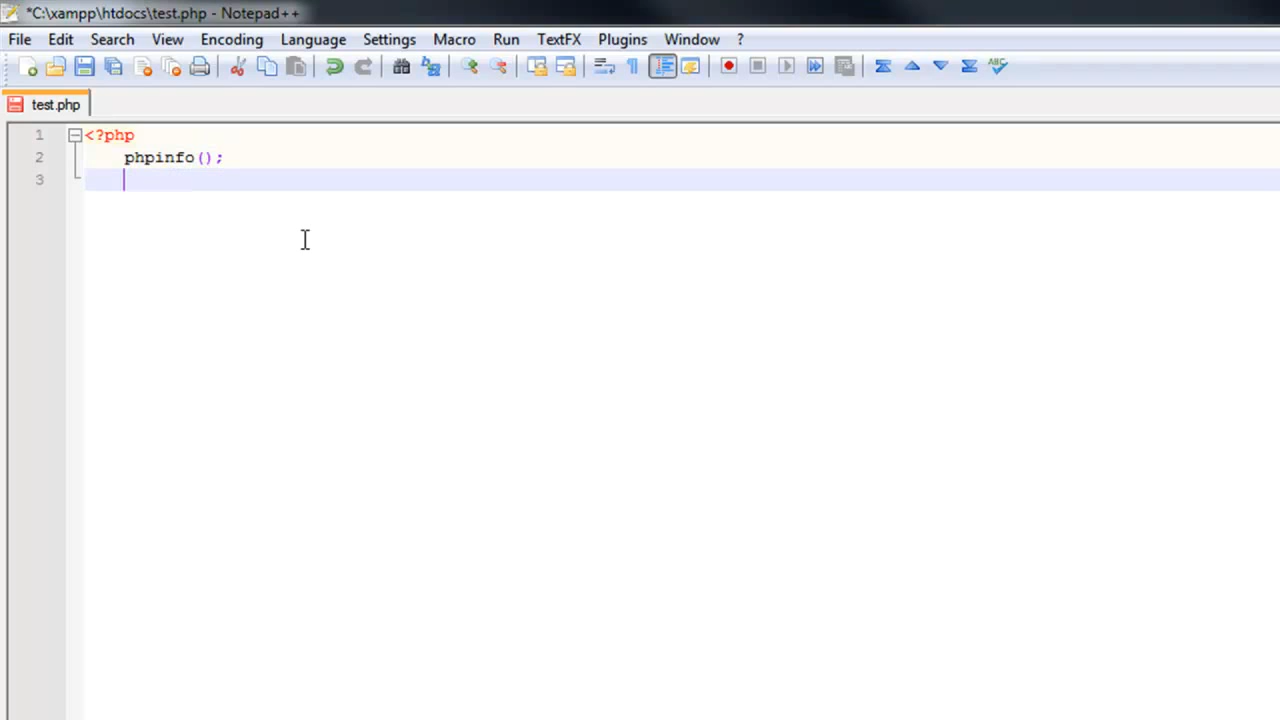 *C:\xampp\htdocs\test.php - Notepad++
File Edit Search View Encoding Language Settings Macro Run TextFX Plugins Window ?
ABC
test.php
1 <?php
2 phpinfo();
3